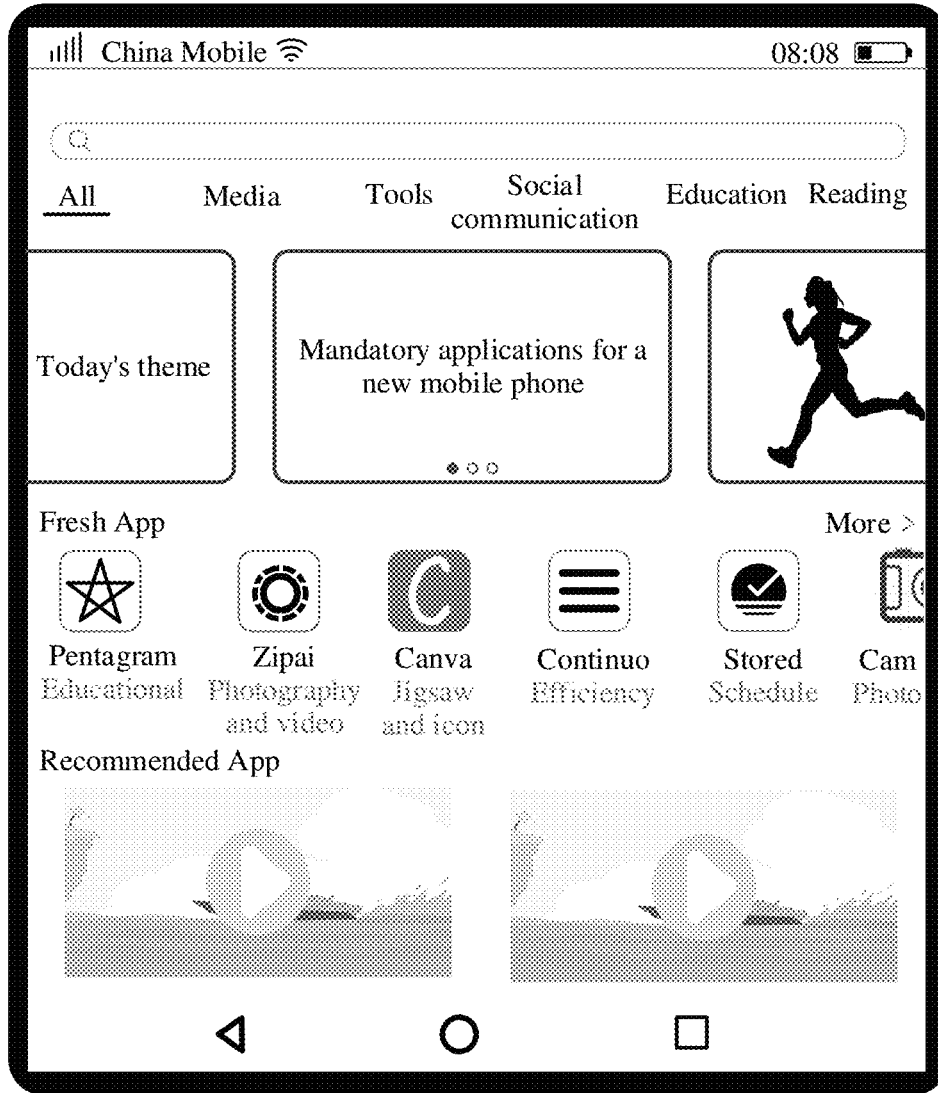 China Mobile 08:08
All Media Tools Social communication Education Reading
Today's theme
Mandatory applications for a
new mobile phone
Fresh App More >
Pentagram Zipai Canva Continuo Stored Cam
Educational Photography and video Jigsaw and icon Efficiency Schedule Photo
Recommended App